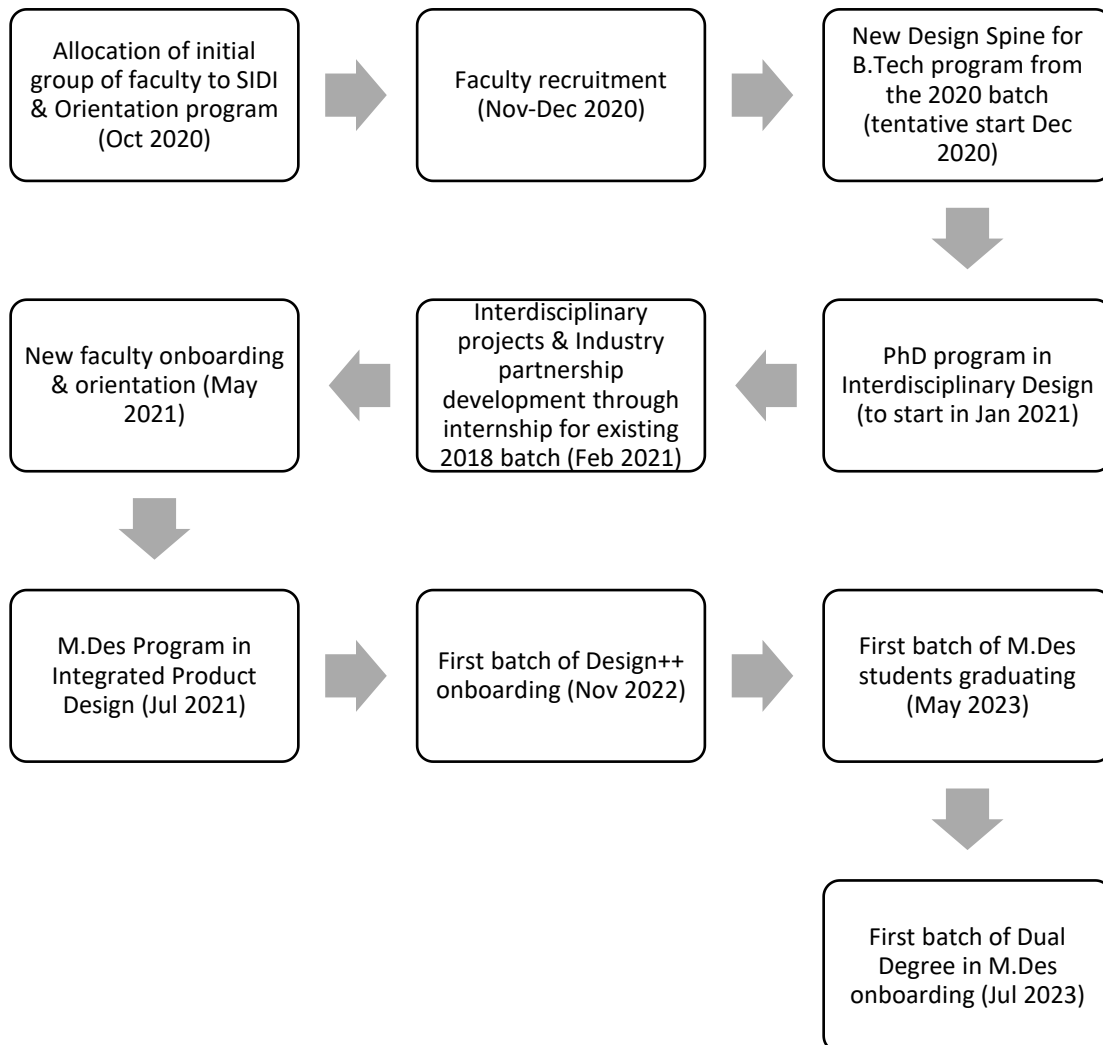 Allocation of initial
group of faculty to SIDI
& Orientation program
(Oct 2020)
Faculty recruitment
(Nov-Dec 2020)
New Design Spine for
B.Tech program from
the 2020 batch
(tentative start Dec
2020)
PhD program in
Interdisciplinary Design
(to start in Jan 2021)
Interdisciplinary
projects & Industry
partnership
development through
internship for existing
2018 batch (Feb 2021)
New faculty onboarding
& orientation (May
2021)
M.Des Program in
Integrated Product
Design (Jul 2021)
First batch of Design++
onboarding (Nov 2022)
First batch of M.Des
students graduating
(May 2023)
First batch of Dual
Degree in M.Des
onboarding (Jul 2023)